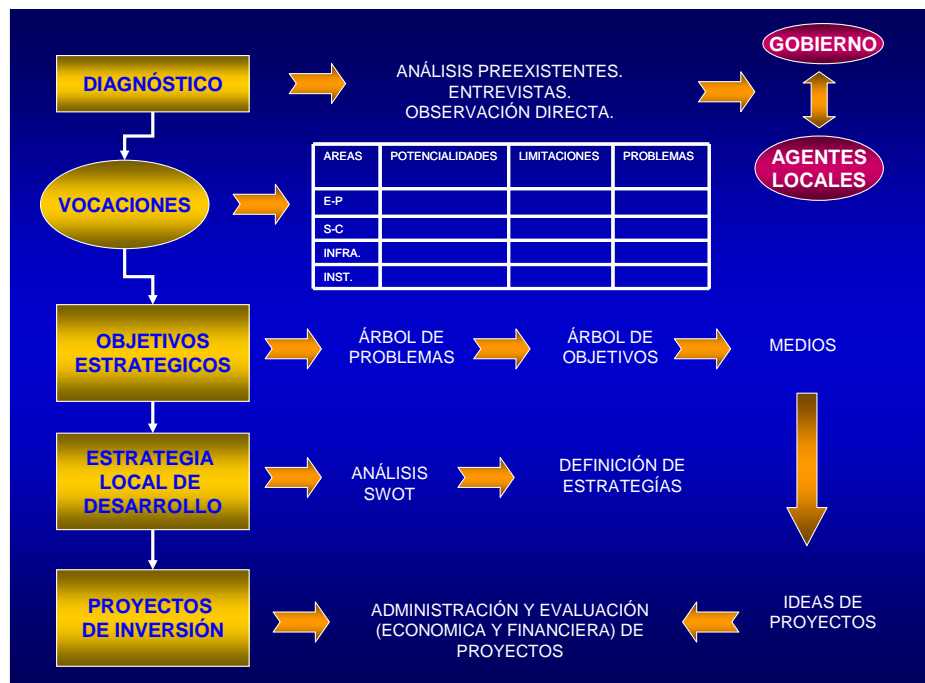 GOBIERNO
DIAGNÓSTICO
ANÁLISIS PREEXISTENTES.
ENTREVISTAS.
OBSERVACIÓN DIRECTA.
AGENTES
LOCALES
VOCACIONES
AREAS POTENCIALIDADES LIMITACIONES PROBLEMAS
E-P
S-C
INFRA.
INST.
OBJETIVOS
ESTRATEGICOS
ÁRBOL DE
PROBLEMAS
ÁRBOL DE
OBJETIVOS
MEDIOS
ESTRATEGIA
LOCAL DE
DESARROLLO
ANÁLISIS
SWOT
DEFINICIÓN DE
ESTRATEGÍAS
PROYECTOS
DE INVERSIÓN
ADMINISTRACIÓN Y EVALUACIÓN
(ECONOMICA Y FINANCIERA) DE
PROYECTOS
IDEAS DE
PROYECTOS